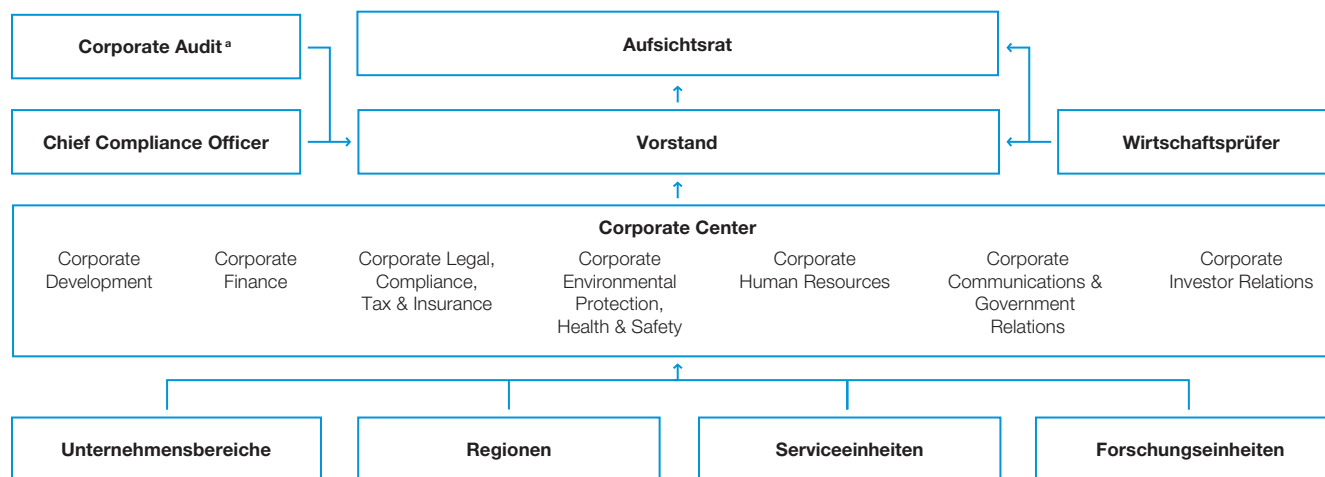 Corporate Audit ª
Aufsichtsrat
Chief Compliance Officer
Vorstand
Wirtschaftsprüfer
Corporate Center
Corporate
Development
Corporate
Finance
Corporate Legal,
Compliance,
Tax & Insurance
Corporate
Environmental
Protection,
Health & Safety
Corporate
Human Resources
Corporate
Communications &
Government
Relations
Corporate
Investor Relations
Unternehmensbereiche
Regionen
Serviceeinheiten
Forschungseinheiten